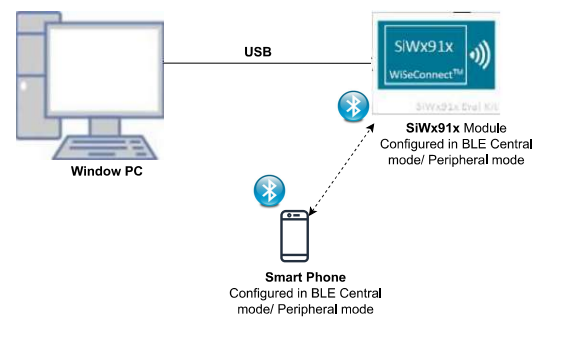 USB
SiWx91x
WiSeConnect™
SiWx91x Eval Kit
SiWx91x Module
Configured in BLE Central
mode/ Peripheral mode
Window PC
Smart Phone
Configured in BLE Central
mode/ Peripheral mode